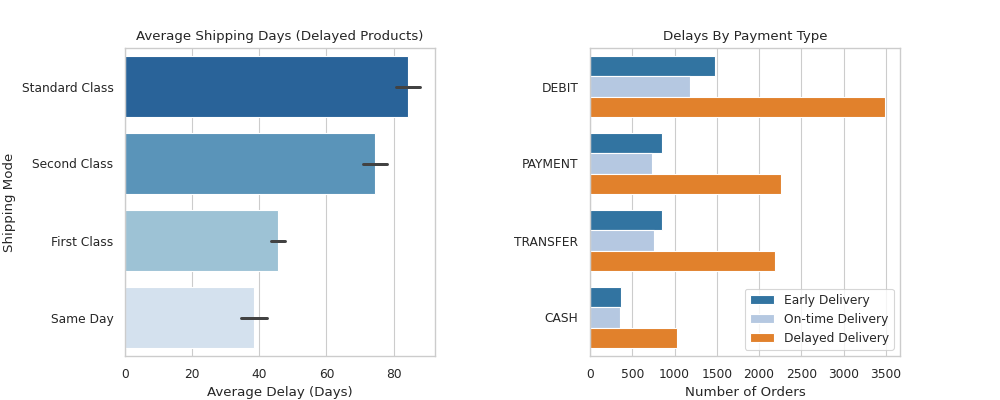 Average Shipping Days (Delayed Products)
Shipping Mode
Standard Class
Second Class
First Class
Same Day
0 20 40 60 80
Average Delay (Days)
Delays By Payment Type
DEBIT
PAYMENT
TRANSFER
CASH
Early Delivery
On-time Delivery
Delayed Delivery
0 500 1000 1500 2000 2500 3000 3500
Number of Orders